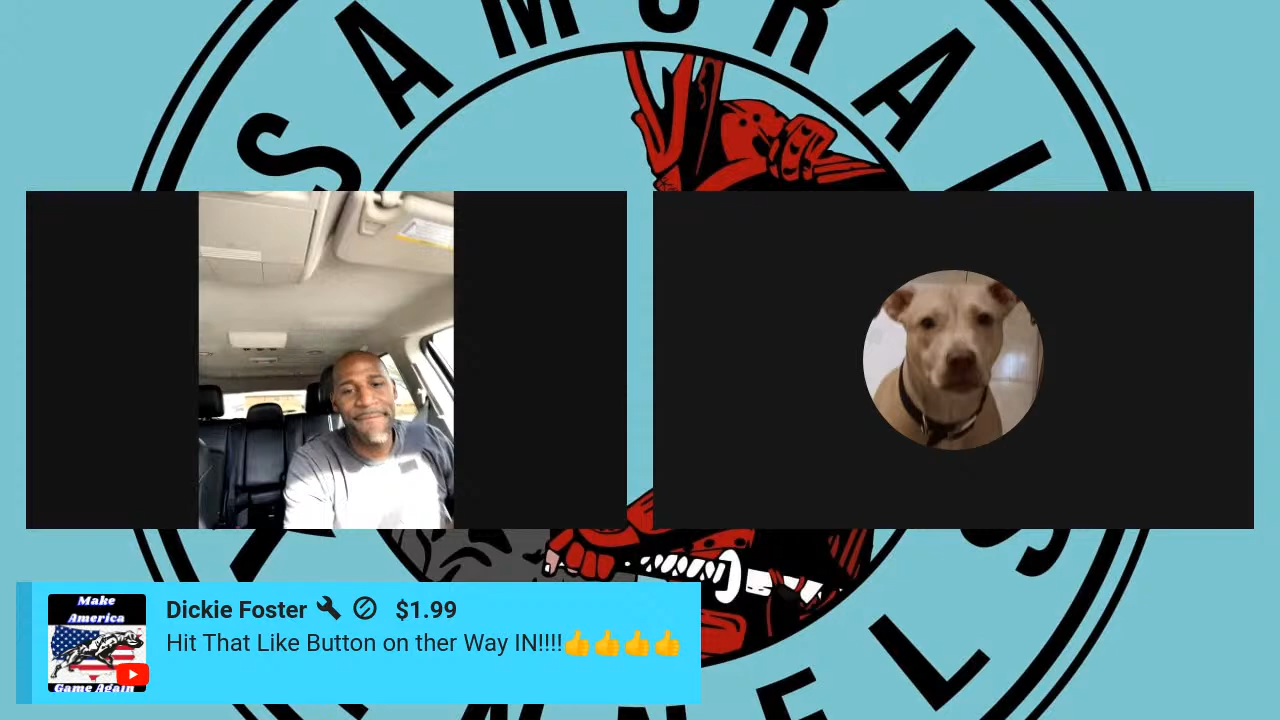 SAMURAI
Dickie Foster $1.99
Hit That Like Button on ther Way IN!!!!👍👍👍👍
Make
America
Game Again